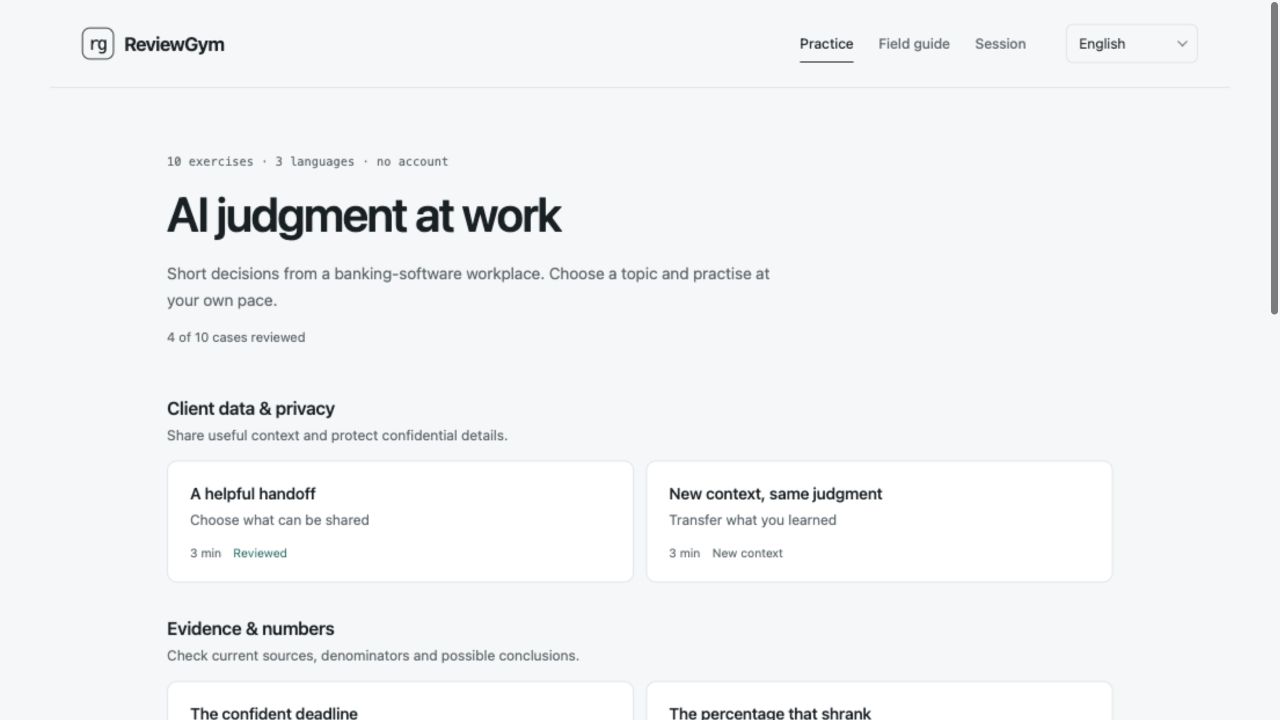 rg ReviewGym
Practice Field guide Session English
10 exercises · 3 languages · no account
AI judgment at work
Short decisions from a banking-software workplace. Choose a topic and practise at
your own pace.
4 of 10 cases reviewed
Client data & privacy
Share useful context and protect confidential details.
A helpful handoff
Choose what can be shared
3 min Reviewed
New context, same judgment
Transfer what you learned
3 min New context
Evidence & numbers
Check current sources, denominators and possible conclusions.
The confident deadline
The percentage that shrank